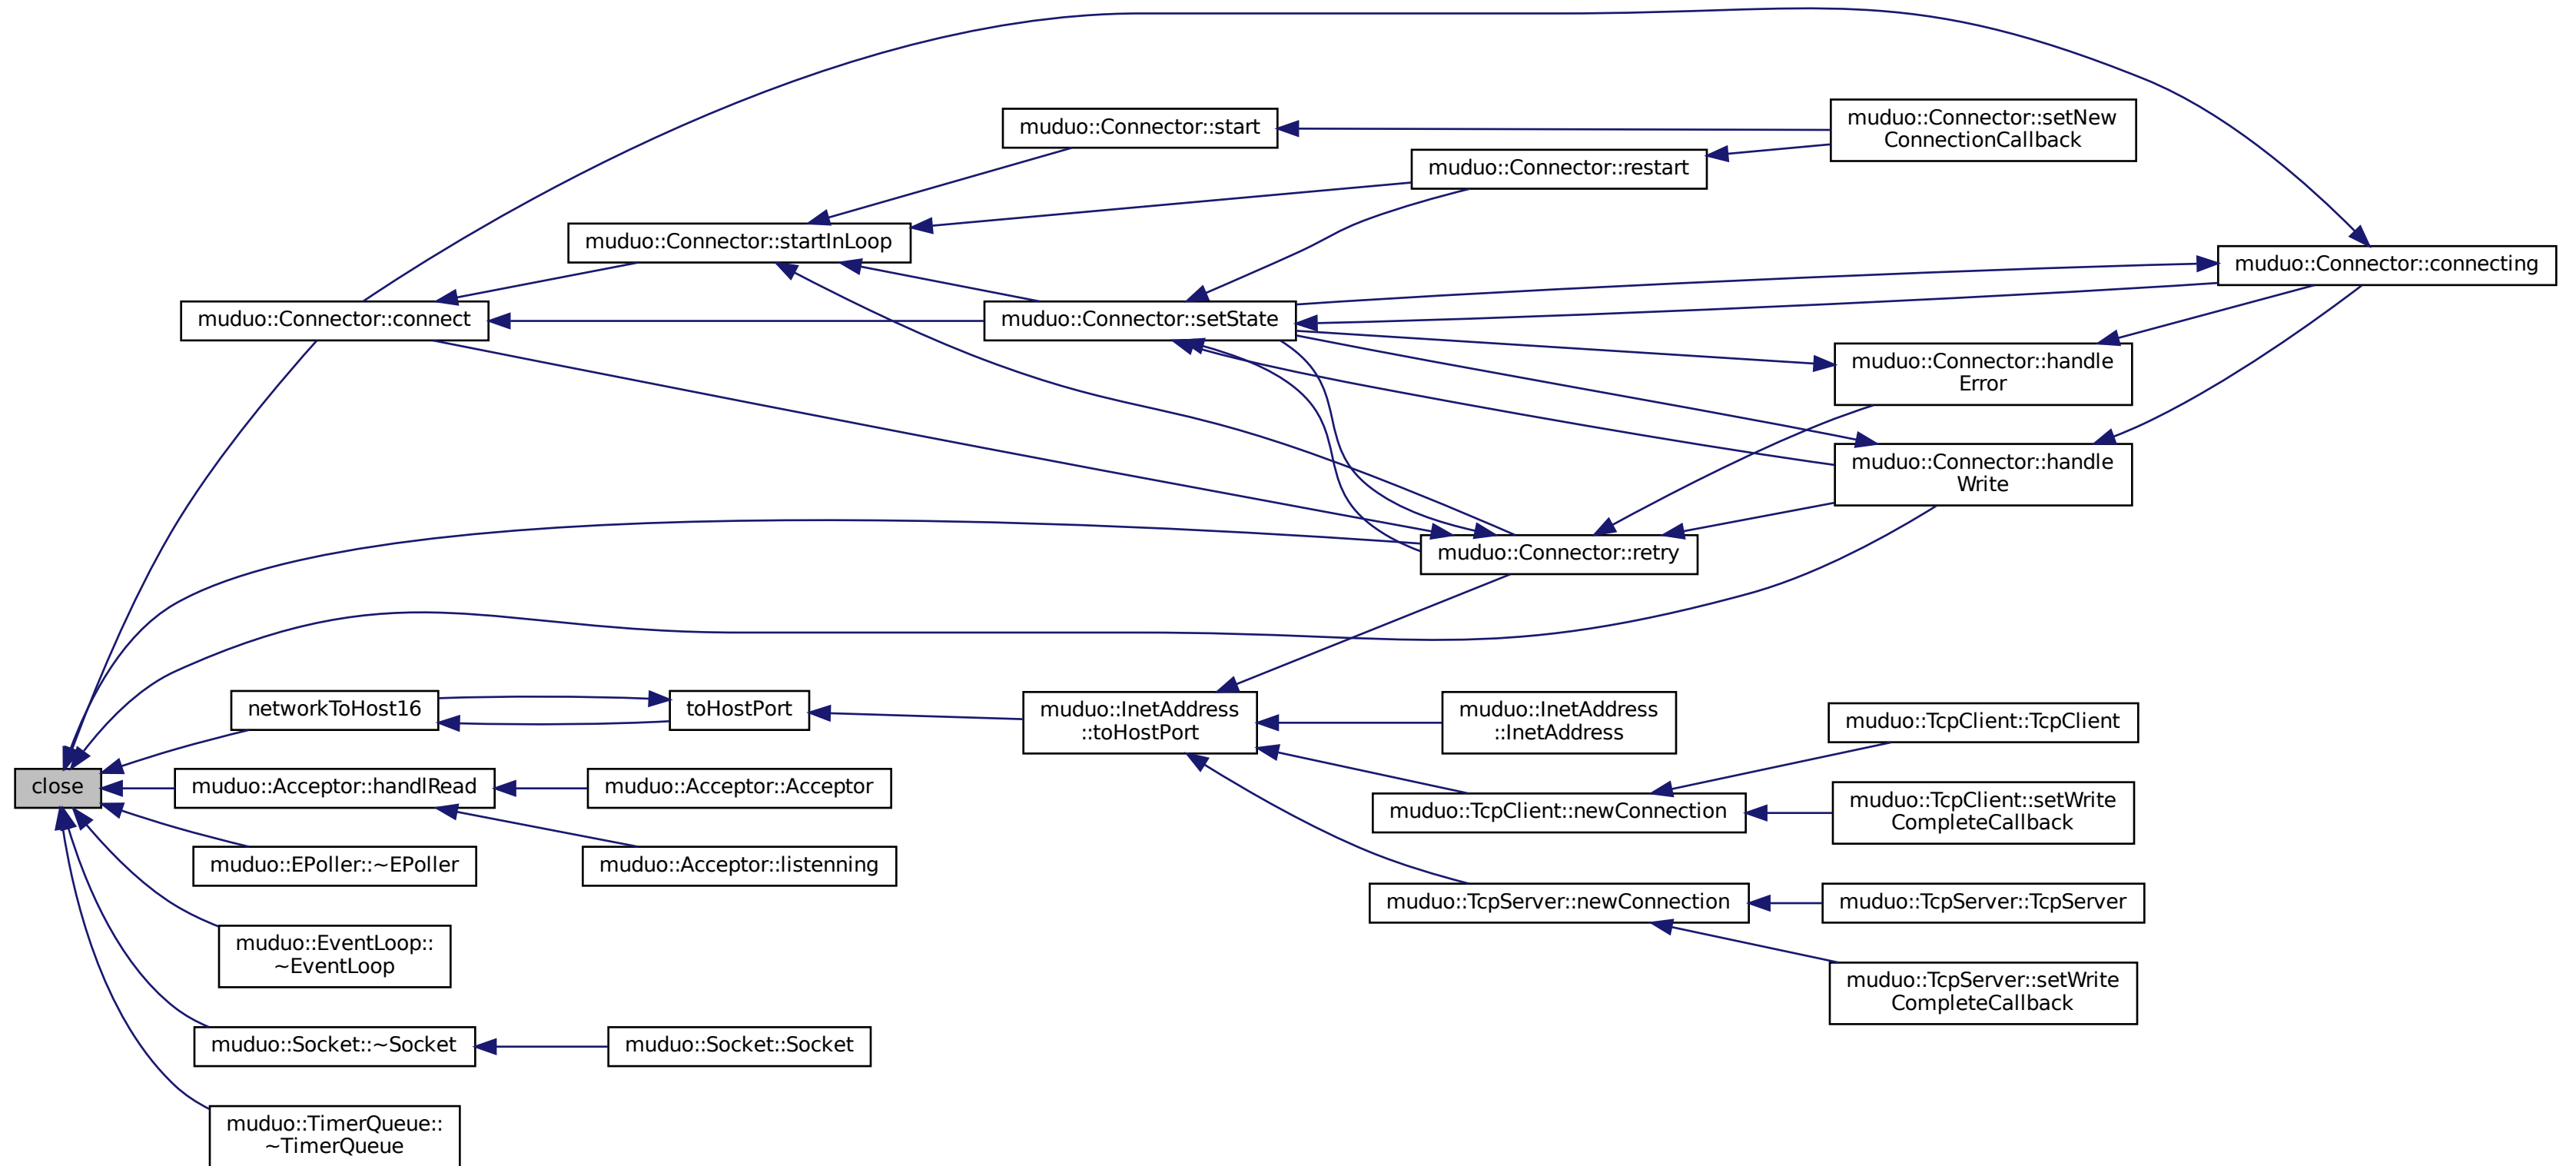 muduo::Connector::start
muduo::Connector::setNew
ConnectionCallback
muduo::Connector::restart
muduo::Connector::startInLoop
muduo::Connector::connecting
muduo::Connector::connect
muduo::Connector::setState
muduo::Connector::handle
Error
muduo::Connector::handle
Write
muduo::Connector::retry
networkToHost16
toHostPort
muduo::InetAddress
::toHostPort
muduo::InetAddress
::InetAddress
muduo::TcpClient::TcpClient
close
muduo::Acceptor::handlRead
muduo::Acceptor::Acceptor
muduo::TcpClient::newConnection
muduo::TcpClient::setWrite
CompleteCallback
muduo::EPoller::~EPoller
muduo::Acceptor::listenning
muduo::TcpServer::newConnection
muduo::TcpServer::TcpServer
muduo::EventLoop::
~EventLoop
muduo::TcpServer::setWrite
CompleteCallback
muduo::Socket::~Socket
muduo::Socket::Socket
muduo::TimerQueue::
~TimerQueue